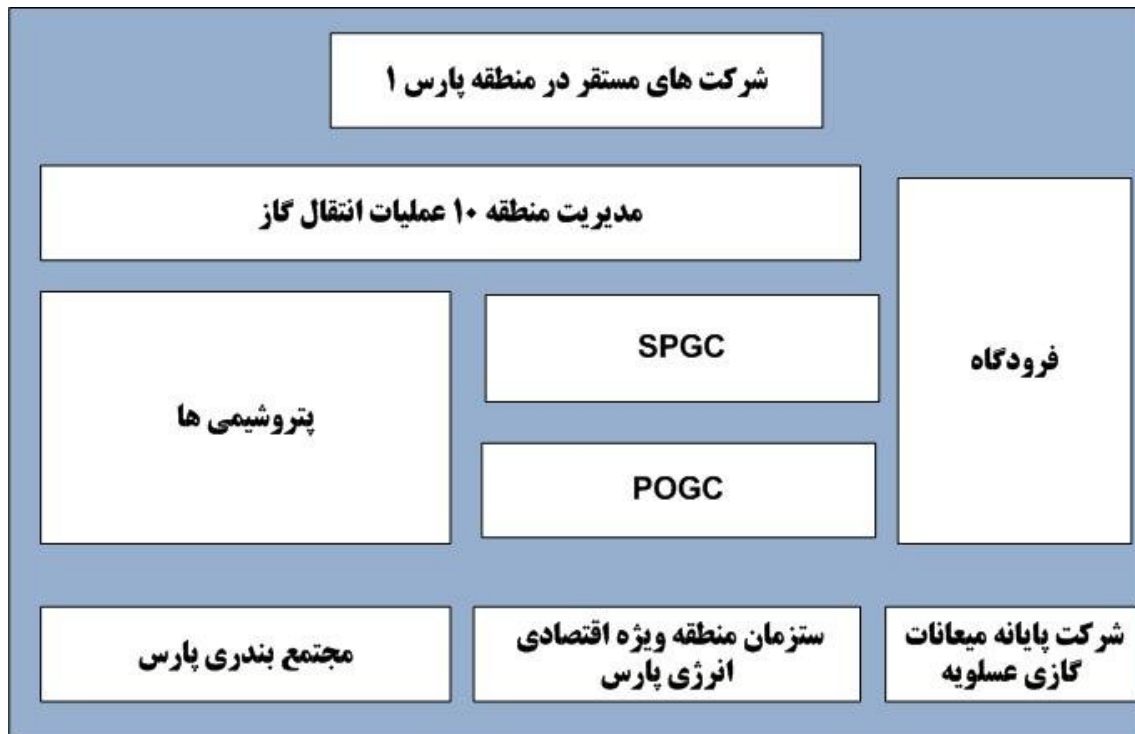 شرکت های مستقر در منطقه پارس ۱
مدیریت منطقه ۱۰ عملیات انتقال گاز
فرودگاه
SPGC
پتروشیمی ها
POGC
شرکت پایانه میعانات
گازی عسلویه
ستزمان منطقه ویژه اقتصادی
انرژی پارس
مجتمع بندری پارس